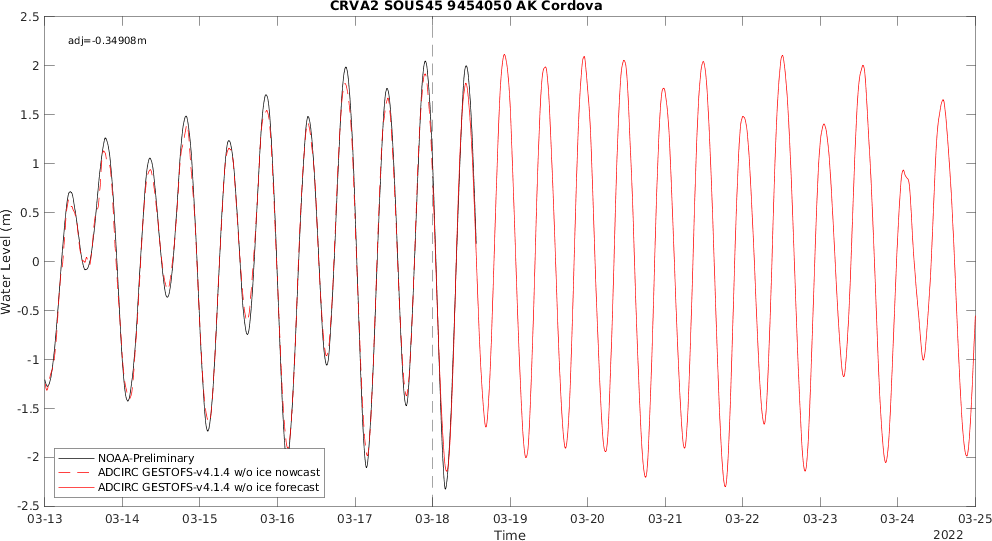 CRVA2 SOUS45 9454050 AK Cordova
adj=-0.34908m
2.5
2
1.5
1
0.5
0
-0.5
-1
-1.5
-2
-2.5
Water Level (m)
NOAA-Preliminary
ADCIRC GESTOFS-v4.1.4 w/o ice nowcast
ADCIRC GESTOFS-v4.1.4 w/o ice forecast
03-13 03-14 03-15 03-16 03-17 03-18 03-19 03-20 03-21 03-22 03-23 03-24 03-25
Time
2022